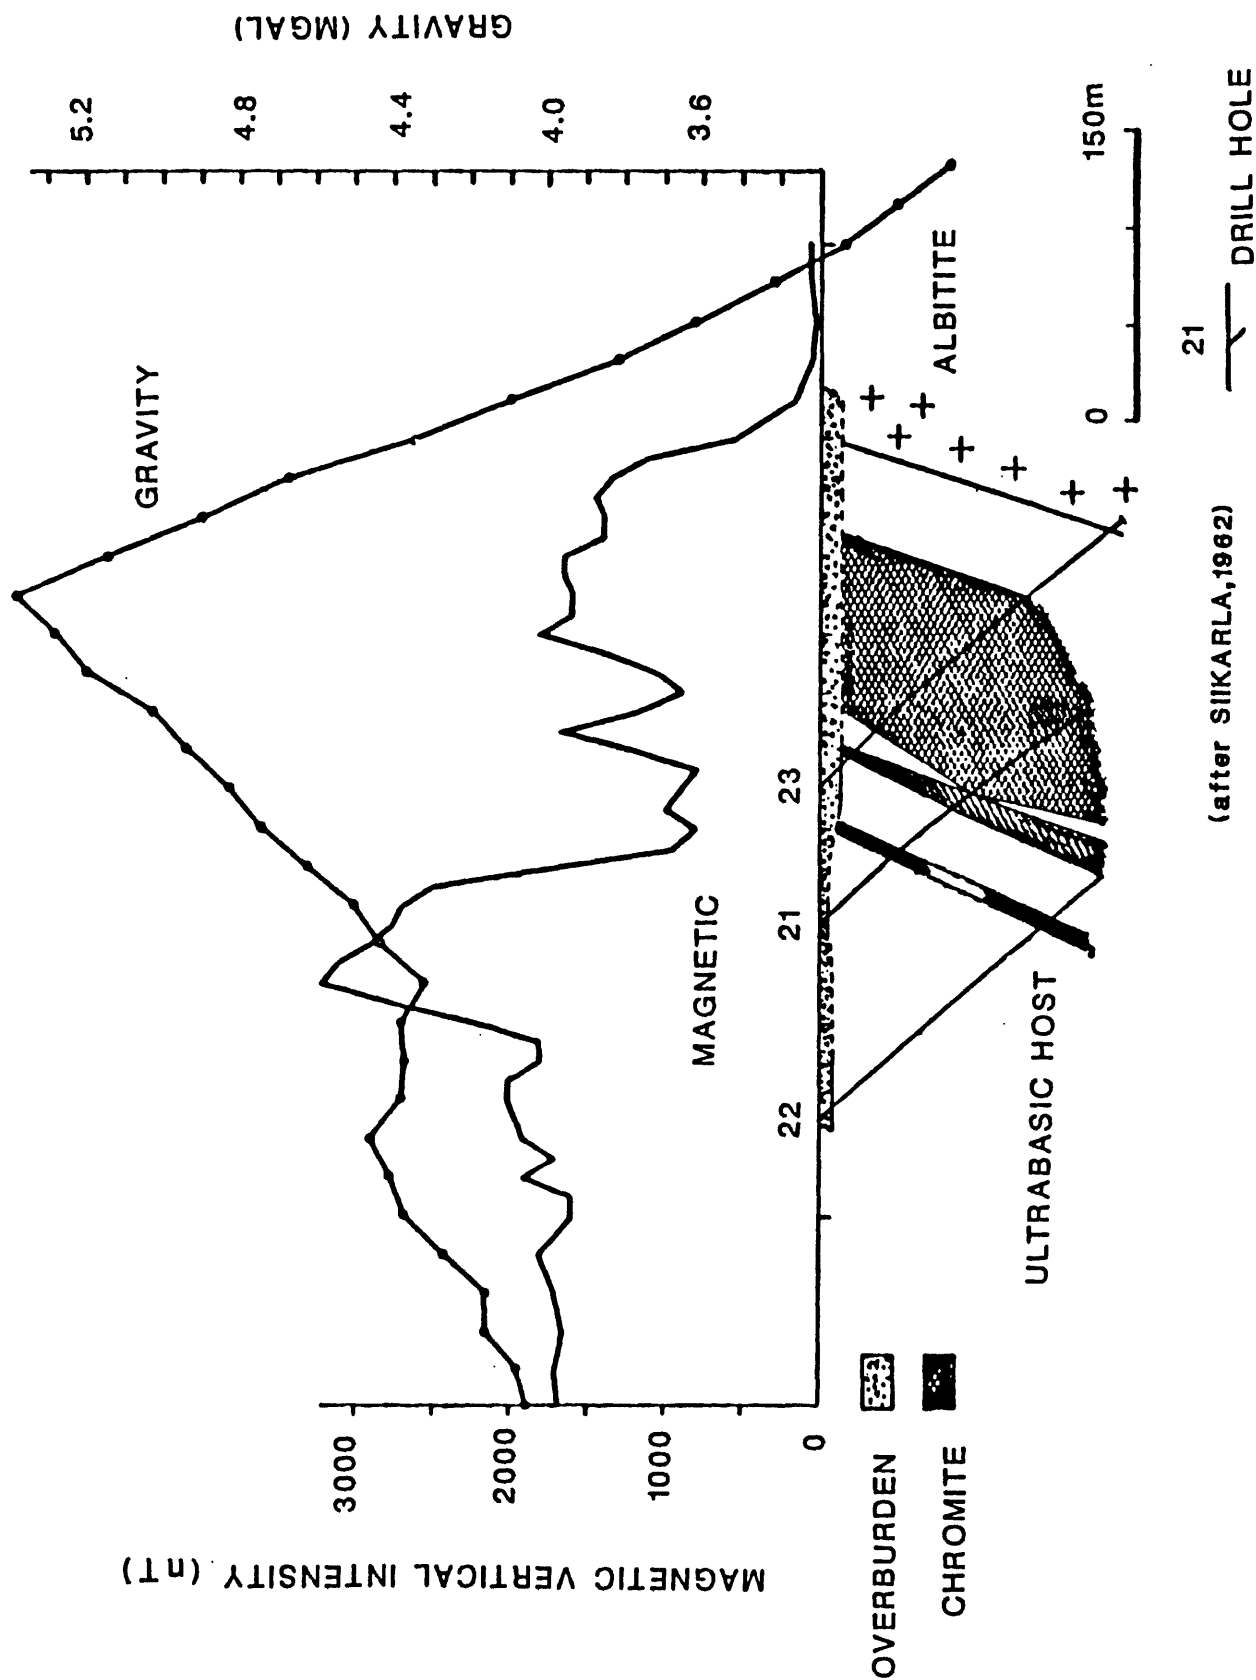 MAGNETIC VERTICAL INTENSITY (nT)
3000
2000
1000
0
GRAVITY (MGAL)
5.2
4.8
4.4
4.0
3.6
GRAVITY
MAGNETIC
22
21
23
ALBITITE
ULTRABASIC HOST
OVERBURDEN
CHROMITE
0
150m
21
DRILL HOLE
(after SIIKARLA,1962)